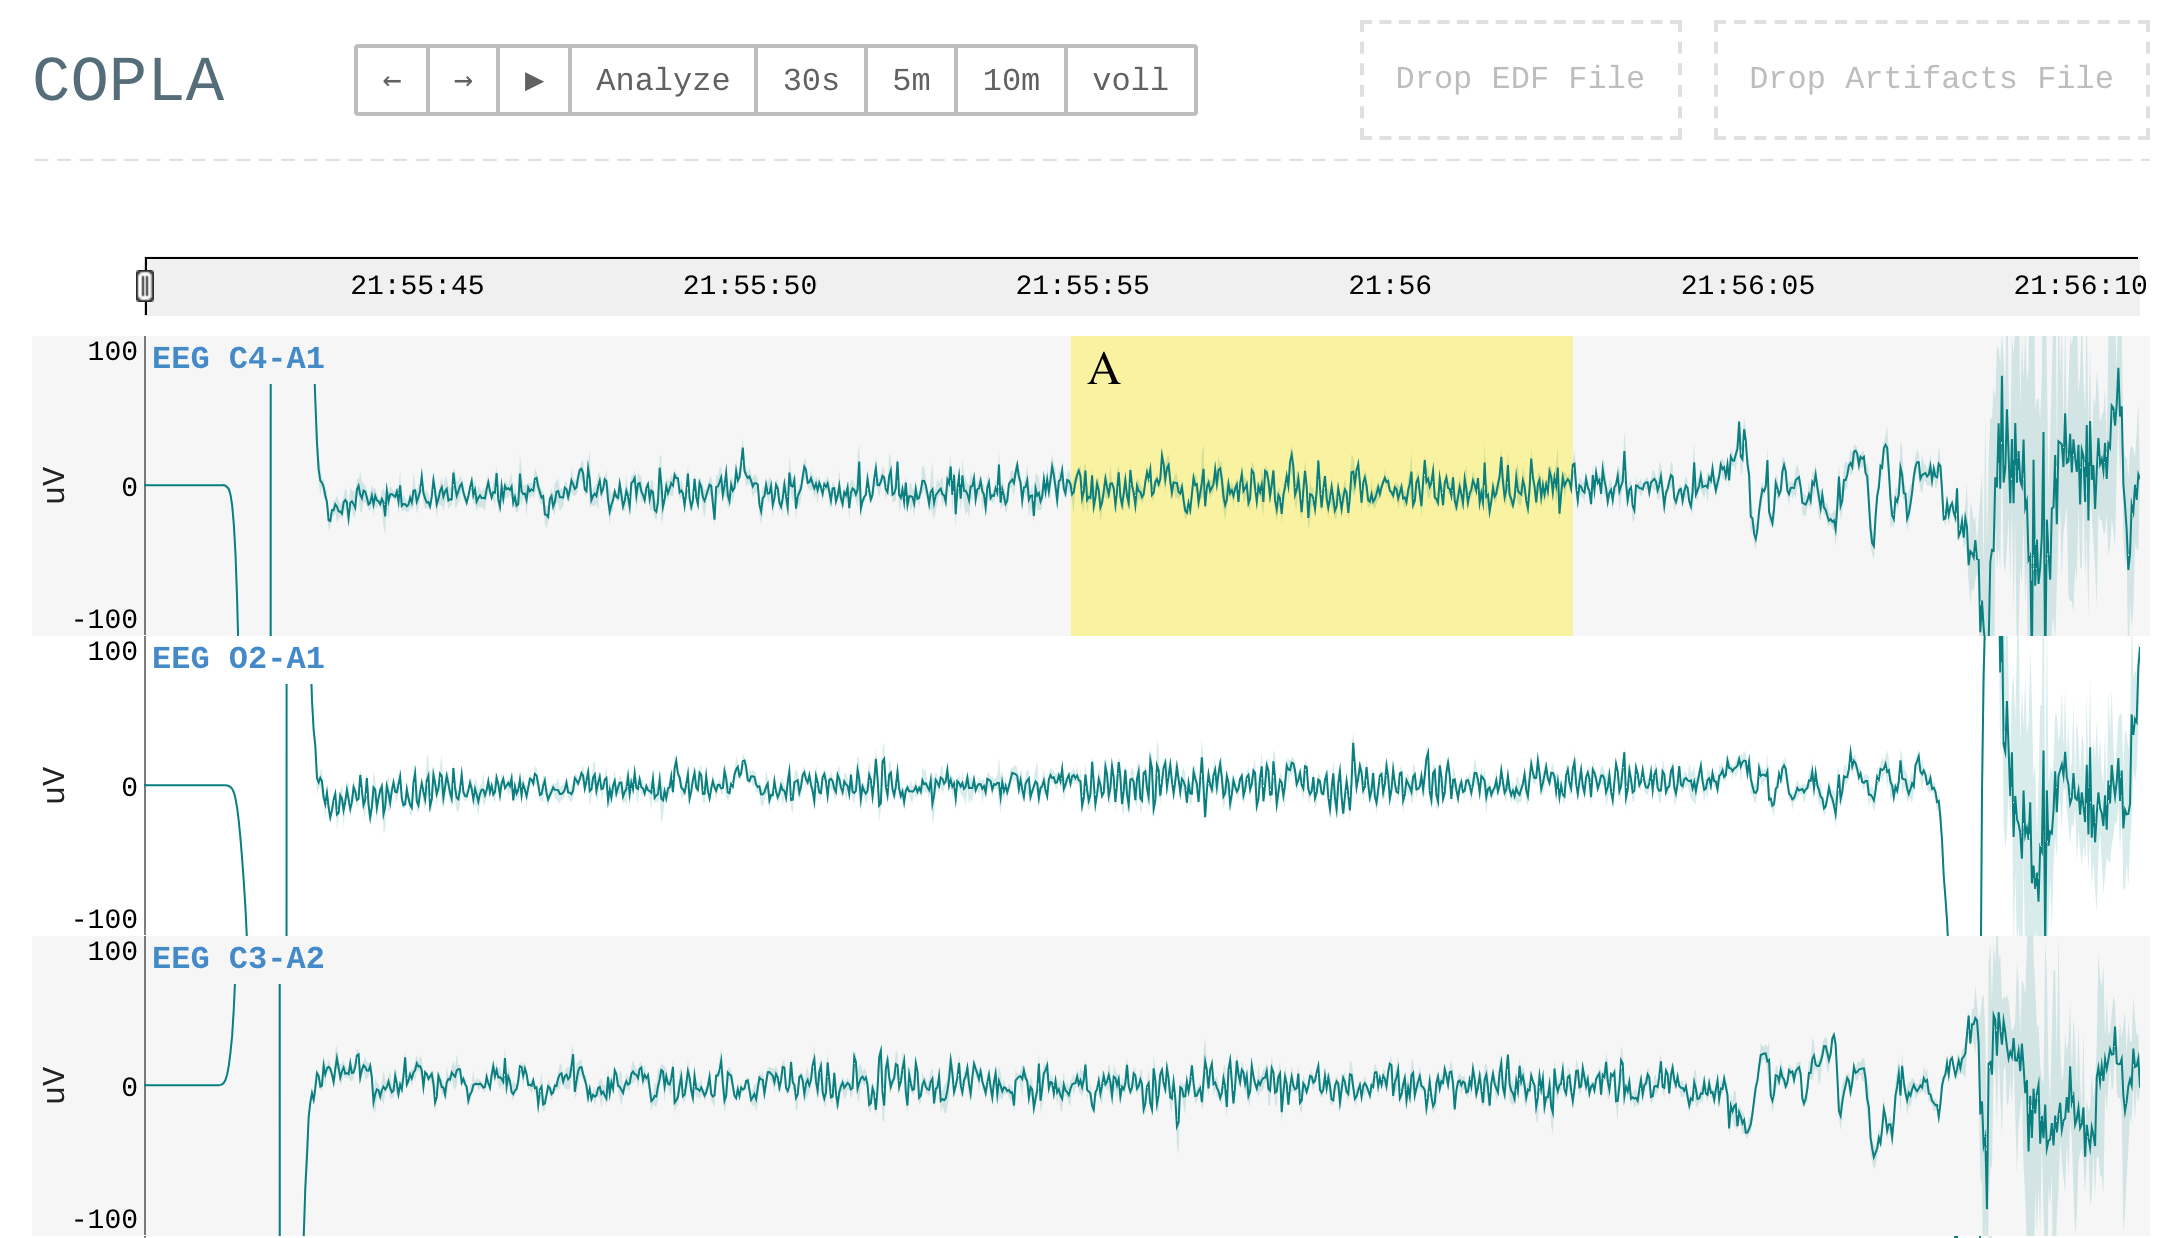 COPLA
← → ▶ Analyze 30s 5m 10m voll
Drop EDF File
Drop Artifacts File
21:55:45 21:55:50 21:55:55 21:56 21:56:05 21:56:10
100
EEG C4-A1
A
uV
0
-100
100
EEG O2-A1
uV
0
-100
100
EEG C3-A2
uV
0
-100